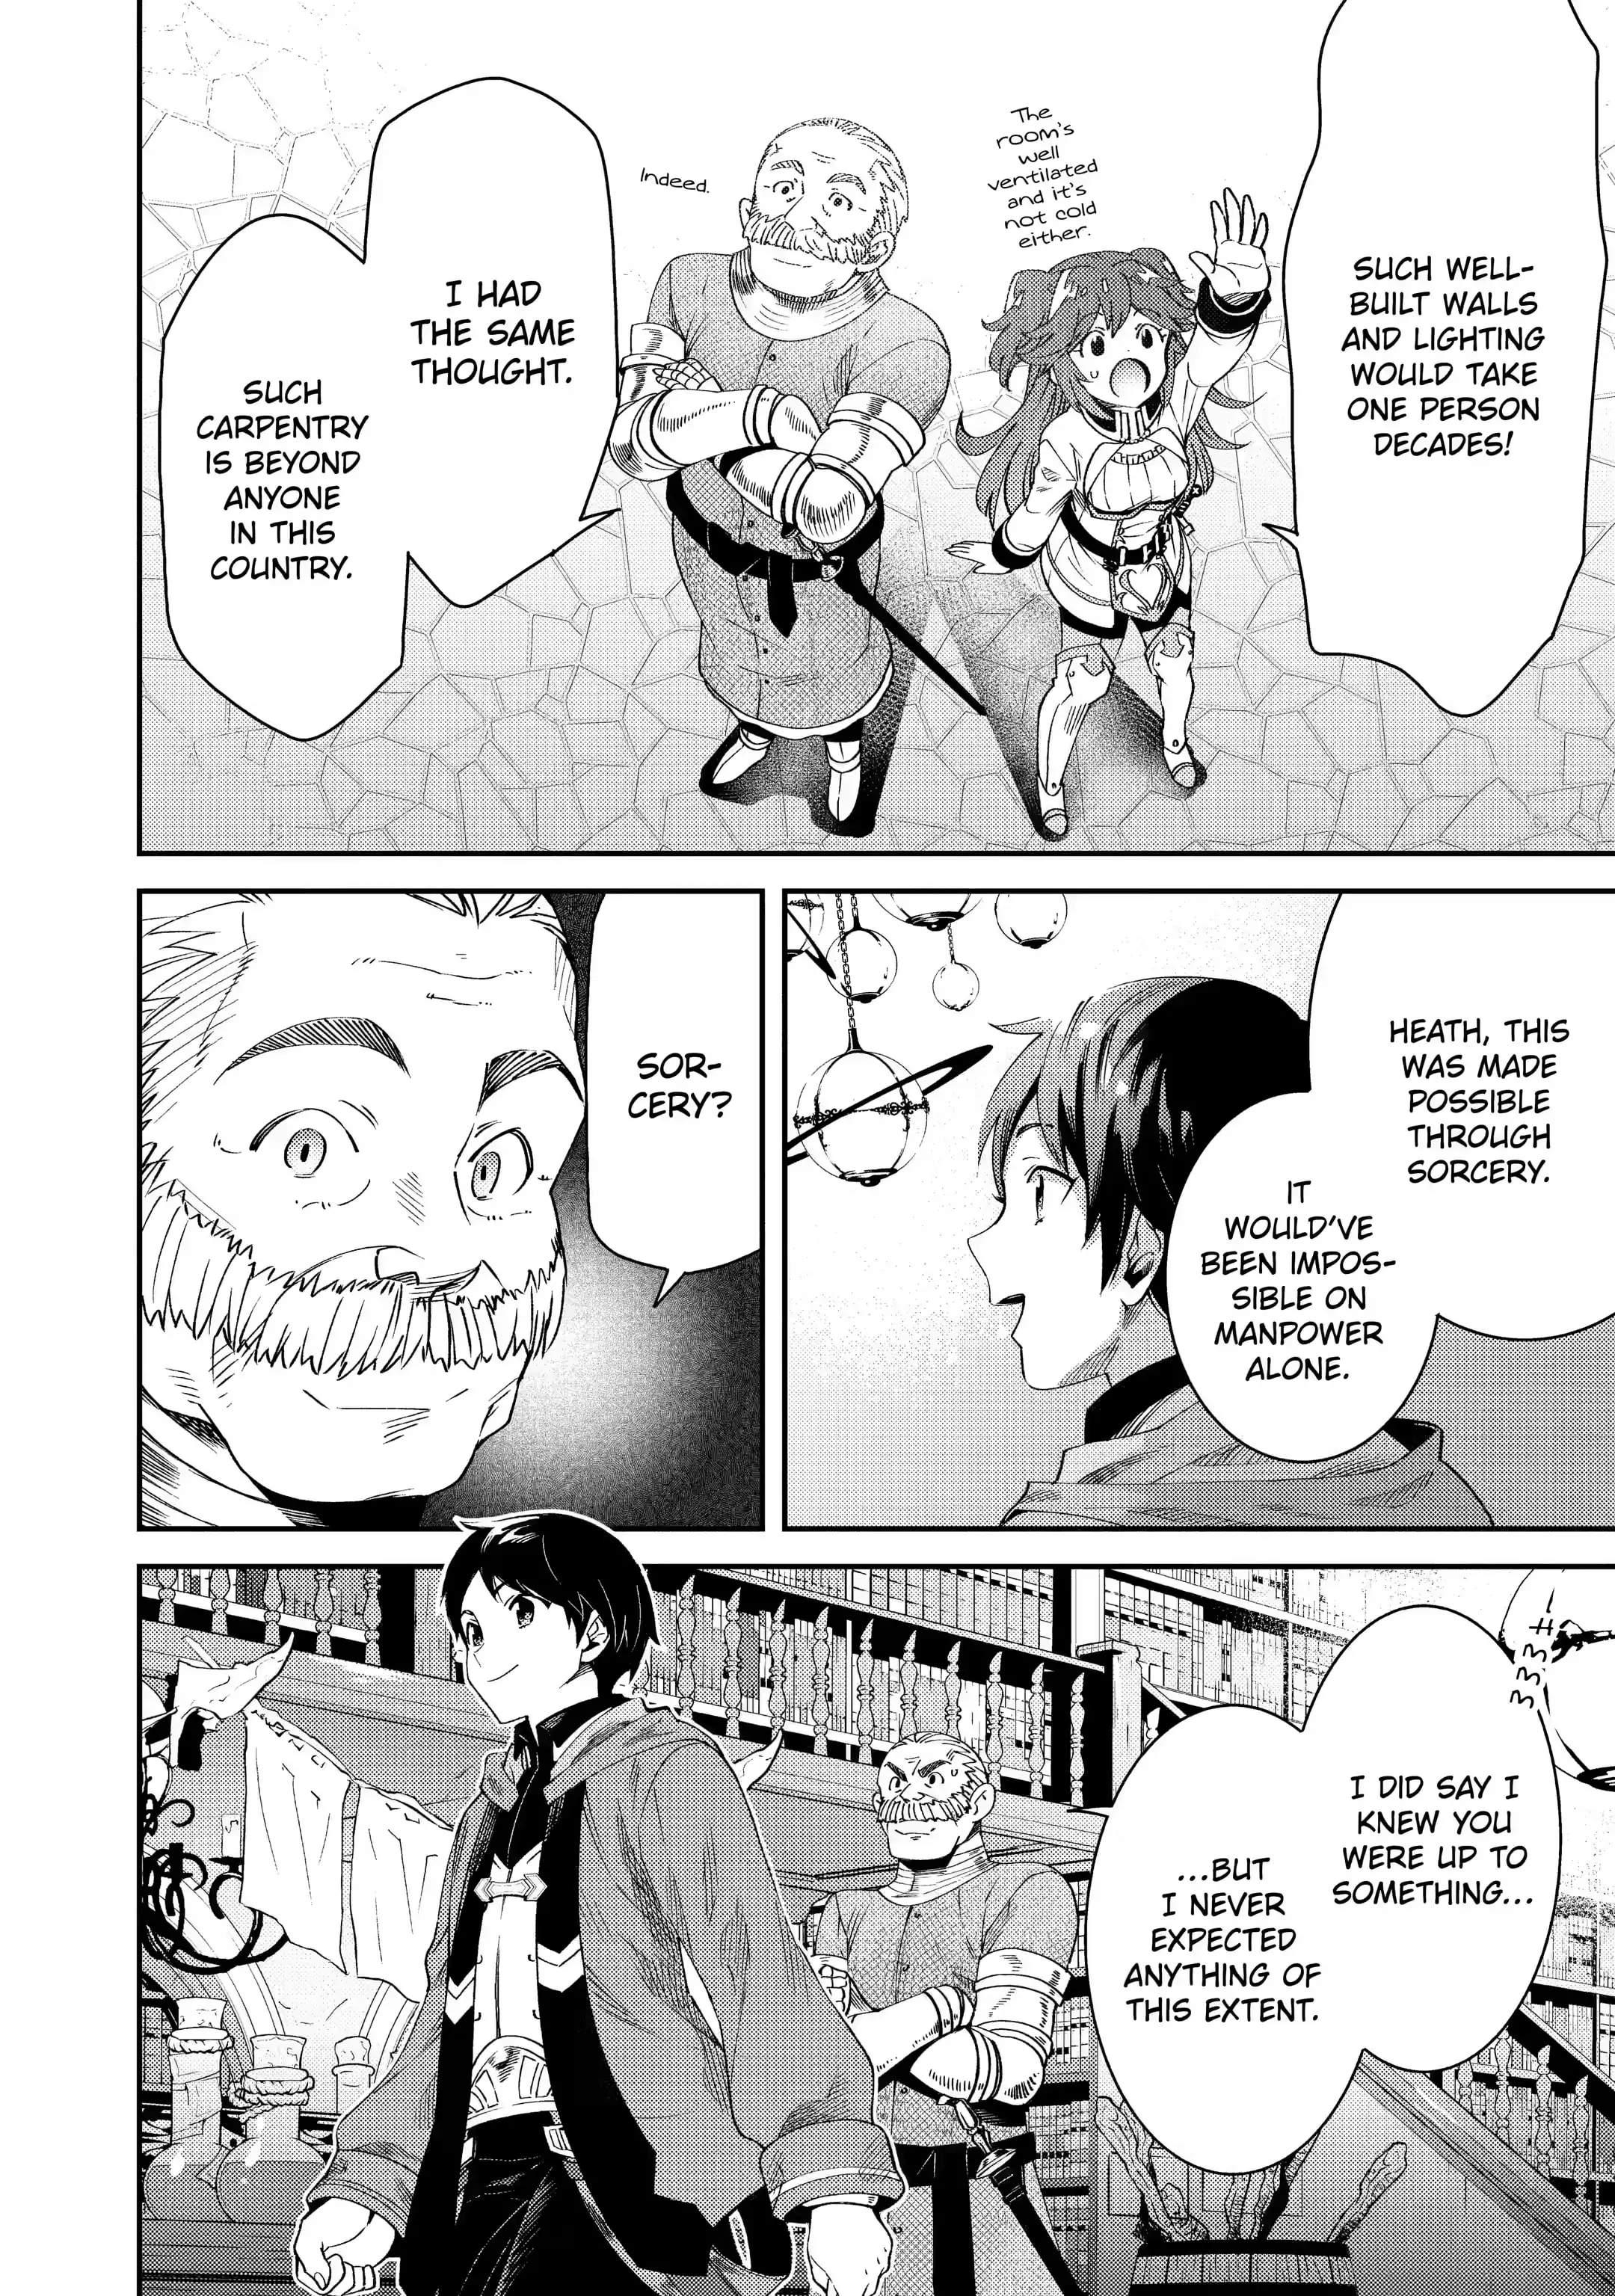 SUCH WELL-
BUILT WALLS
AND LIGHTING
WOULD TAKE
ONE PERSON
DECADES!
The
room's
well
ventilated
and it's
not cold
either.
Indeed.
I HAD
THE SAME
THOUGHT.
SUCH
CARPENTRY
IS BEYOND
ANYONE
IN THIS
COUNTRY.
HEATH, THIS
WAS MADE
POSSIBLE
THROUGH
SORCERY.
IT
WOULD'VE
BEEN IMPOS-
SIBLE ON
MANPOWER
ALONE.
SOR-
CERY?
I DID SAY I
KNEW YOU
WERE UP TO
SOMETHING...
...BUT
I NEVER
EXPECTED
ANYTHING OF
THIS EXTENT.